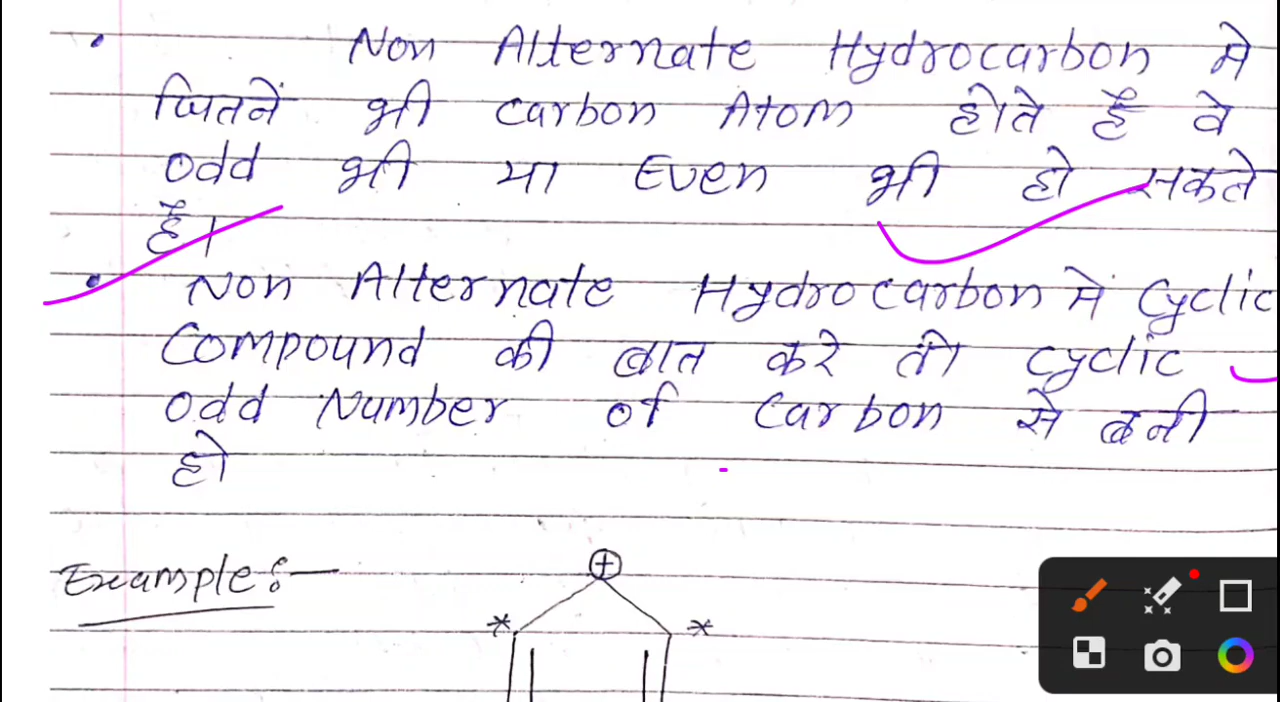 • Non Alternate Hydrocarbon मे
जितनें भी Carbon Atom होते हैं वे
odd भी या Even भी हो सकते
हैं।
• Non Alternate Hydrocarbon में Cyclic
Compound की बात करे तो cyclic
odd Number of Carbon से बनी
हो
Example:-
⊕
* *